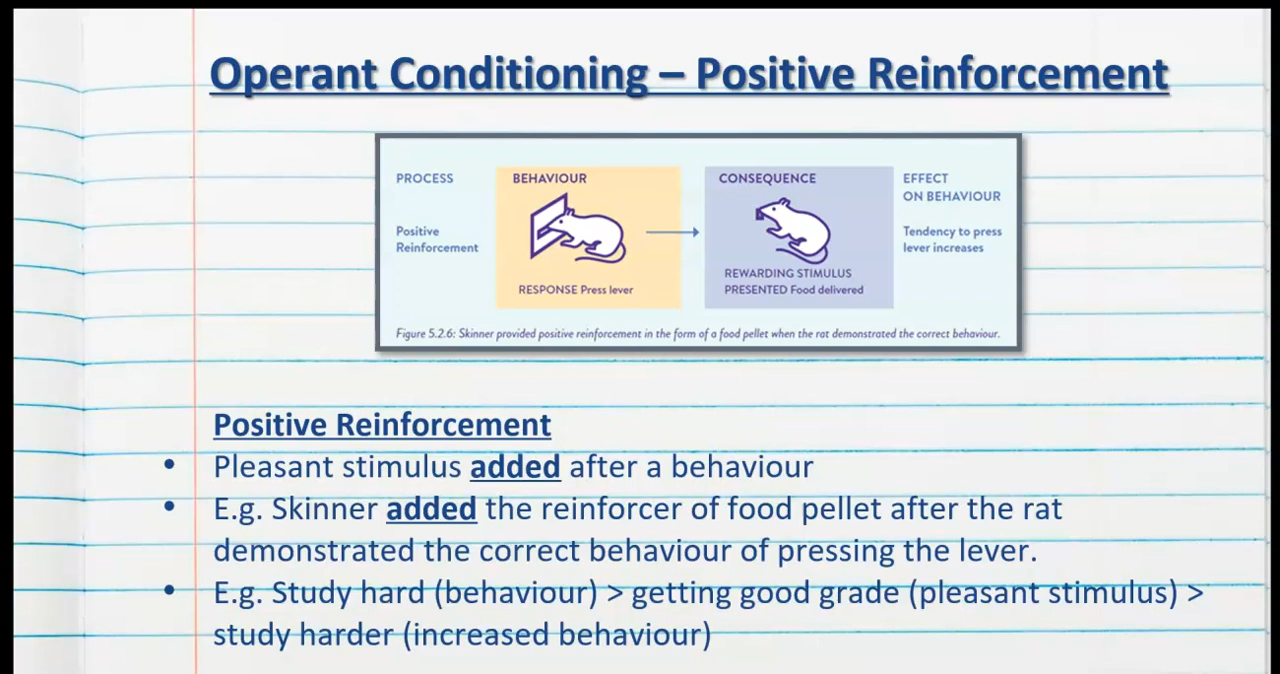 Operant Conditioning – Positive Reinforcement
PROCESS
BEHAVIOUR
CONSEQUENCE
EFFECT
ON BEHAVIOUR
Positive
Reinforcement
Tendency to press
lever increases
RESPONSE Press lever
REWARDING STIMULUS
PRESENTED Food delivered
Figure 5.2.6: Skinner provided positive reinforcement in the form of a food pellet when the rat demonstrated the correct behaviour.
Positive Reinforcement
• Pleasant stimulus added after a behaviour
• E.g. Skinner added the reinforcer of food pellet after the rat
demonstrated the correct behaviour of pressing the lever.
• E.g. Study hard (behaviour) > getting good grade (pleasant stimulus) >
study harder (increased behaviour)